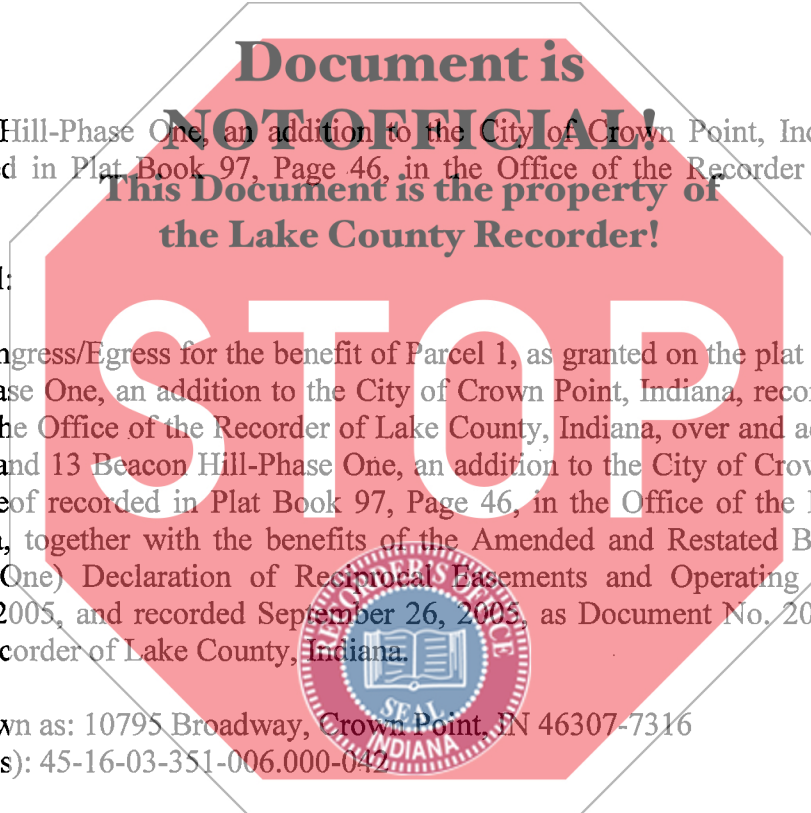 Document is
NOT OFFICIAL!
Hill-Phase One, an addition to the City of Crown Point, Ind
d in Plat Book 97, Page 46, in the Office of the Recorder
This Document is the property of
the Lake County Recorder!
l:
STOP
ngress/Egress for the benefit of Parcel 1, as granted on the plat
ase One, an addition to the City of Crown Point, Indiana, recor
he Office of the Recorder of Lake County, Indiana, over and a
and 13 Beacon Hill-Phase One, an addition to the City of Crow
eof recorded in Plat Book 97, Page 46, in the Office of the
, together with the benefits of the Amended and Restated B
One) Declaration of Reciprocal Easements and Operating
2005, and recorded September 26, 2005, as Document No. 20
corder of Lake County, Indiana.
RECORDER'S OFFICE
SEAL
INDIANA
wn as: 10795 Broadway, Crown Point, IN 46307-7316
s): 45-16-03-351-006.000-042